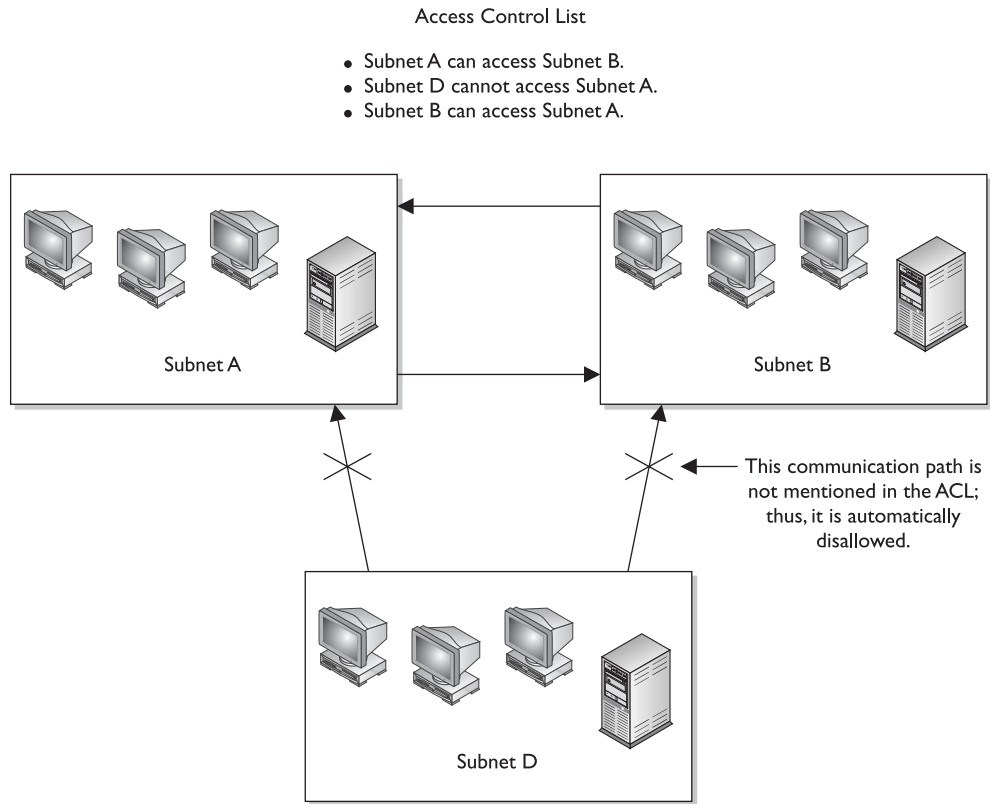 Access Control List
• Subnet A can access Subnet B.
• Subnet D cannot access Subnet A.
• Subnet B can access Subnet A.
Subnet A
Subnet B
This communication path is
not mentioned in the ACL;
thus, it is automatically
disallowed.
Subnet D